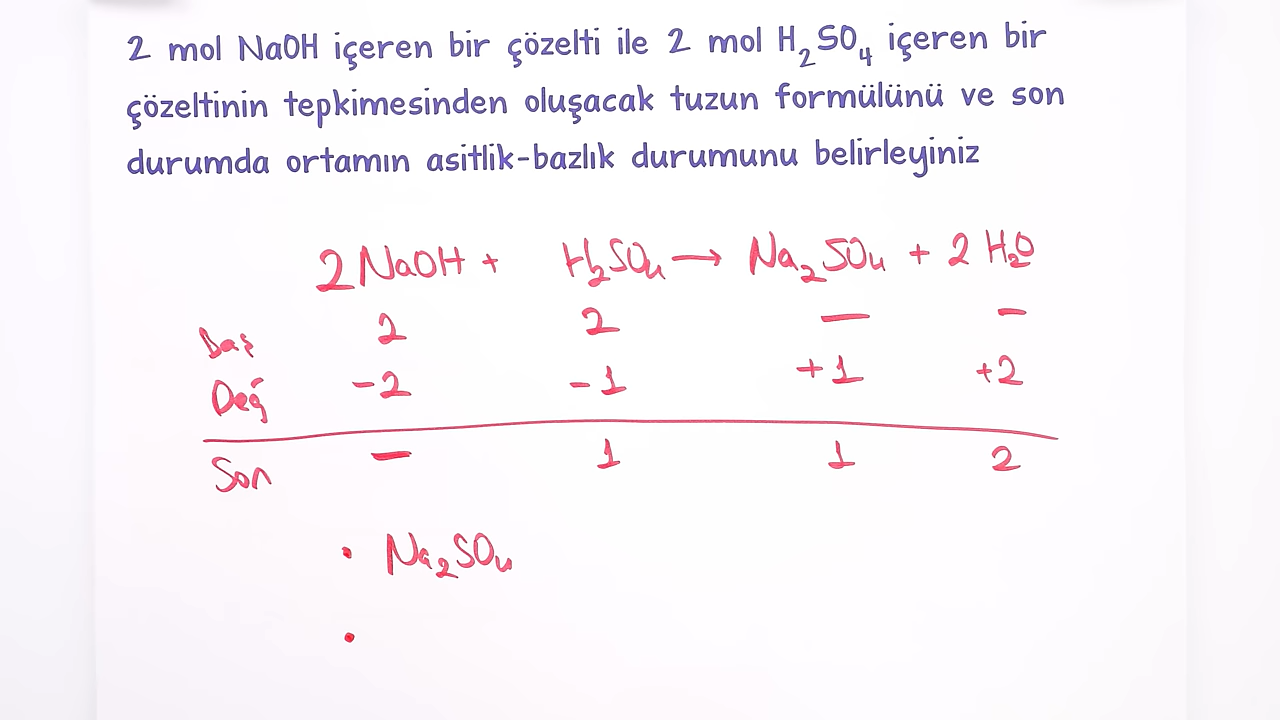 2 mol NaOH içeren bir çözelti ile 2 mol H₂SO₄ içeren bir
çözeltinin tepkimesinden oluşacak tuzun formülünü ve son
durumda ortamın asitlik-bazlık durumunu belirleyiniz
2NaOH + H₂SO₄ → Na₂SO₄ + 2 H₂O
Baş 2 2 — -
Değ -2 -1 +1 +2
Son — 1 1 2
• Na₂SO₄
•